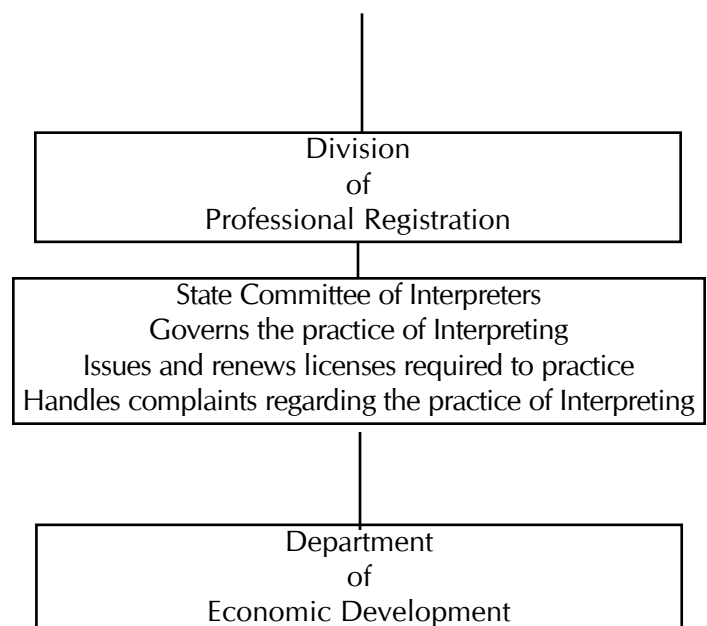 Division
of
Professional Registration
State Committee of Interpreters
Governs the practice of Interpreting
Issues and renews licenses required to practice
Handles complaints regarding the practice of Interpreting
Department
of
Economic Development